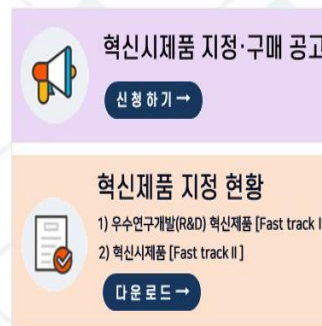 혁신시제품 지정·구매 공고
신청하기→
혁신제품 지정 현황
1) 우수연구개발(R&D) 혁신제품 [Fast track I
2) 혁신시제품 [Fast track II]
다운로드→